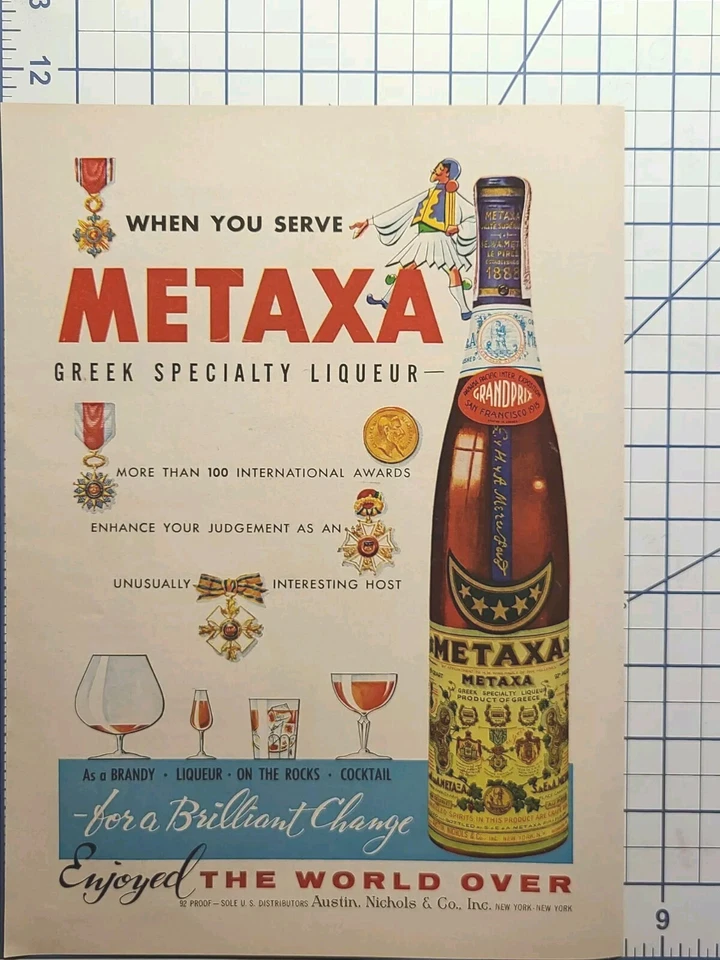 13
12
WHEN YOU SERVE
METAXA
GREEK SPECIALTY LIQUEUR—
MORE THAN 100 INTERNATIONAL AWARDS
ENHANCE YOUR JUDGEMENT AS AN
UNUSUALLY INTERESTING HOST
METAXA
1888
GRAND PRIX
SAN FRANCISCO 1915
METAXA
METAXA
GREEK SPECIALTY LIQUEUR
PRODUCT OF GREECE
As a BRANDY · LIQUEUR · ON THE ROCKS · COCKTAIL
-for a Brilliant Change
Enjoyed THE WORLD OVER
92 PROOF—SOLE U.S. DISTRIBUTORS Austin, Nichols & Co., Inc. NEW YORK·NEW YORK
9